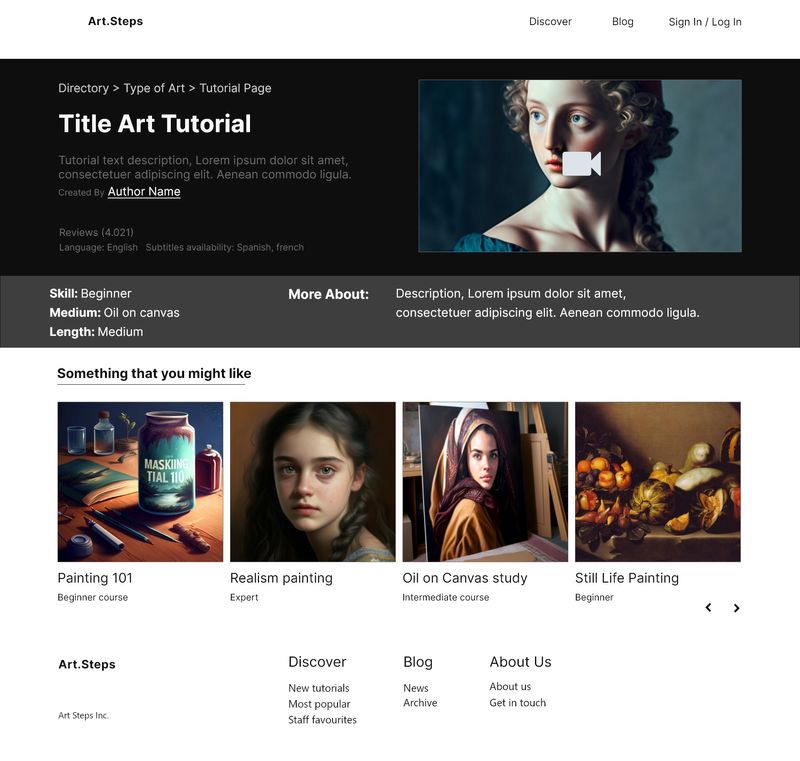 Art.Steps
Discover
Blog
Sign In / Log In
Directory > Type of Art > Tutorial Page
Title Art Tutorial
Tutorial text description, Lorem ipsum dolor sit amet,
consectetuer adipiscing elit. Aenean commodo ligula.
Created By Author Name
Reviews (4.021)
Language: English Subtitles availability: Spanish, french
Skill: Beginner
Medium: Oil on canvas
Length: Medium
More About:
Description, Lorem ipsum dolor sit amet,
consectetuer adipiscing elit. Aenean commodo ligula.
Something that you might like
MASKIING
TIAL 110
Painting 101
Beginner course
Realism painting
Expert
Oil on Canvas study
Intermediate course
Still Life Painting
Beginner
Art.Steps
Art Steps Inc.
Discover
New tutorials
Most popular
Staff favourites
Blog
News
Archive
About Us
About us
Get in touch